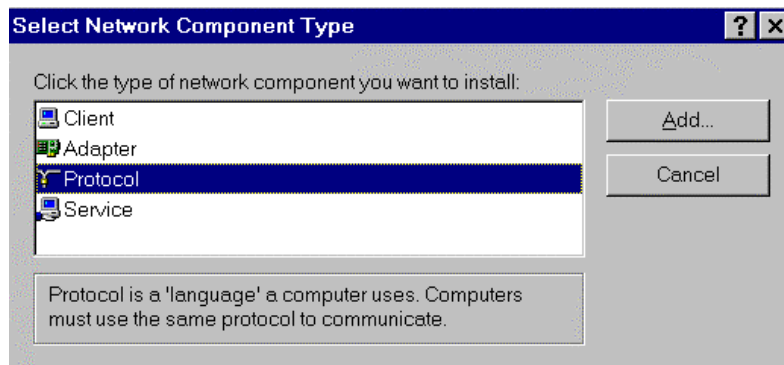 Select Network Component Type
Click the type of network component you want to install:
Client
Adapter
Protocol
Service
Add...
Cancel
Protocol is a 'language' a computer uses. Computers
must use the same protocol to communicate.